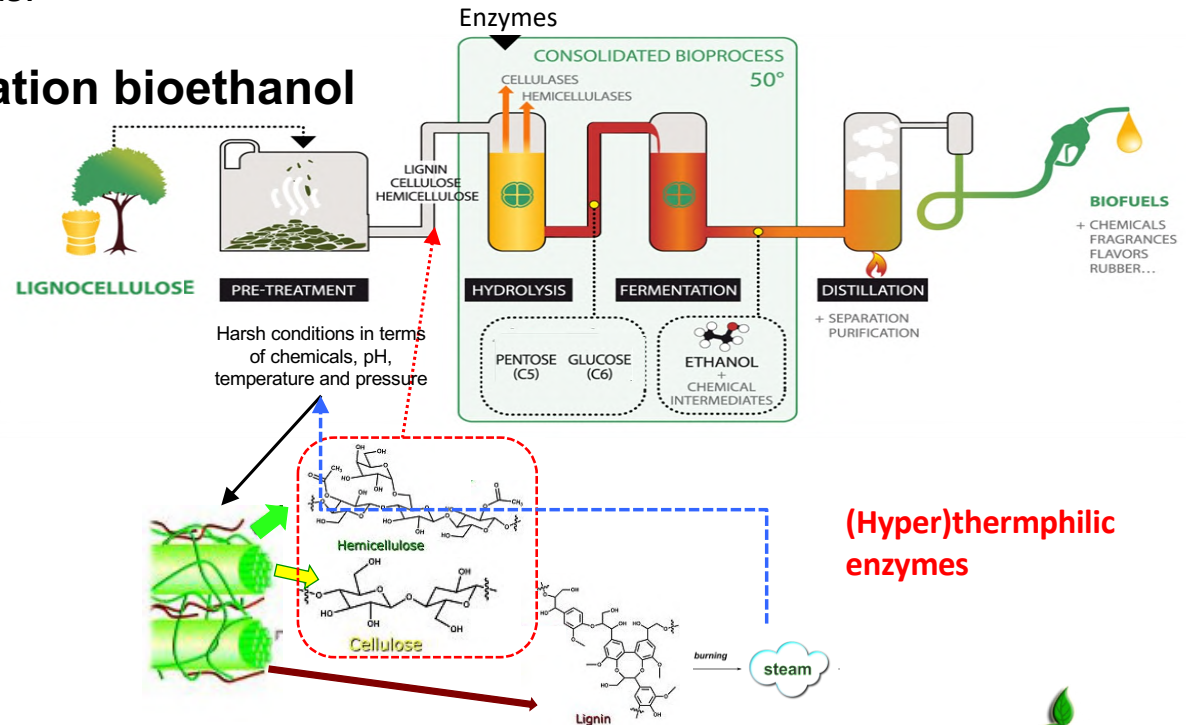 Enzymes
ation bioethanol
CONSOLIDATED BIOPROCESS
50°
CELLULASES
HEMICELLULASES
LIGNIN
CELLULOSE
HEMICELLULOSE
LIGNOCELLULOSE
PRE-TREATMENT
HYDROLYSIS
FERMENTATION
DISTILLATION
+ SEPARATION
PURIFICATION
BIOFUELS
+ CHEMICALS
FRAGRANCES
FLAVORS
RUBBER...
Harsh conditions in terms
of chemicals, pH,
temperature and pressure
PENTOSE
(C5)
GLUCOSE
(C6)
ETHANOL
+
CHEMICAL
INTERMEDIATES
Hemicellulose
Cellulose
(Hyper)thermphilic
enzymes
burning
steam
Lignin